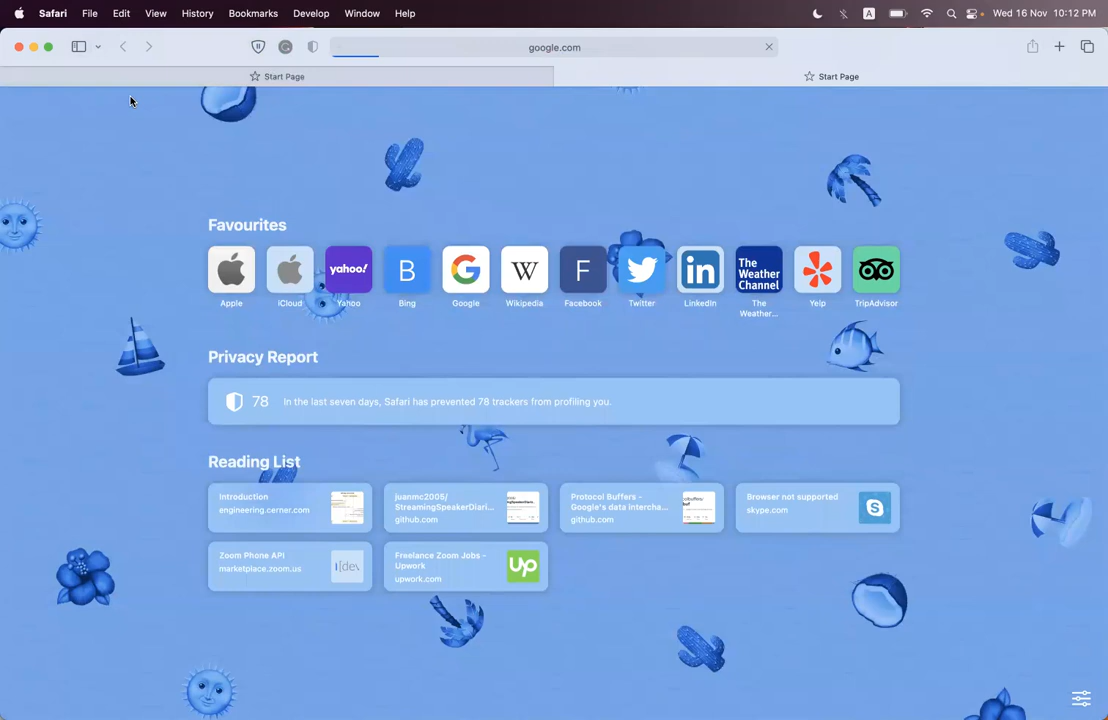 Safari File Edit View History Bookmarks Develop Window Help A Wed 16 Nov 10:12 PM
google.com
Start Page Start Page
Favourites
yahoo! B W F in The Weather Channel
Apple iCloud Yahoo Bing Google Wikipedia Facebook Twitter LinkedIn The Weather... Yelp TripAdvisor
Privacy Report
78 In the last seven days, Safari has prevented 78 trackers from profiling you.
Reading List
Introduction
engineering.cerner.com
juanmc2005/
StreamingSpeakerDiari...
github.com
Protocol Buffers -
Google's data intercha...
github.com
Browser not supported
skype.com
Zoom Phone API
marketplace.zoom.us
Freelance Zoom Jobs -
Upwork
upwork.com
Up